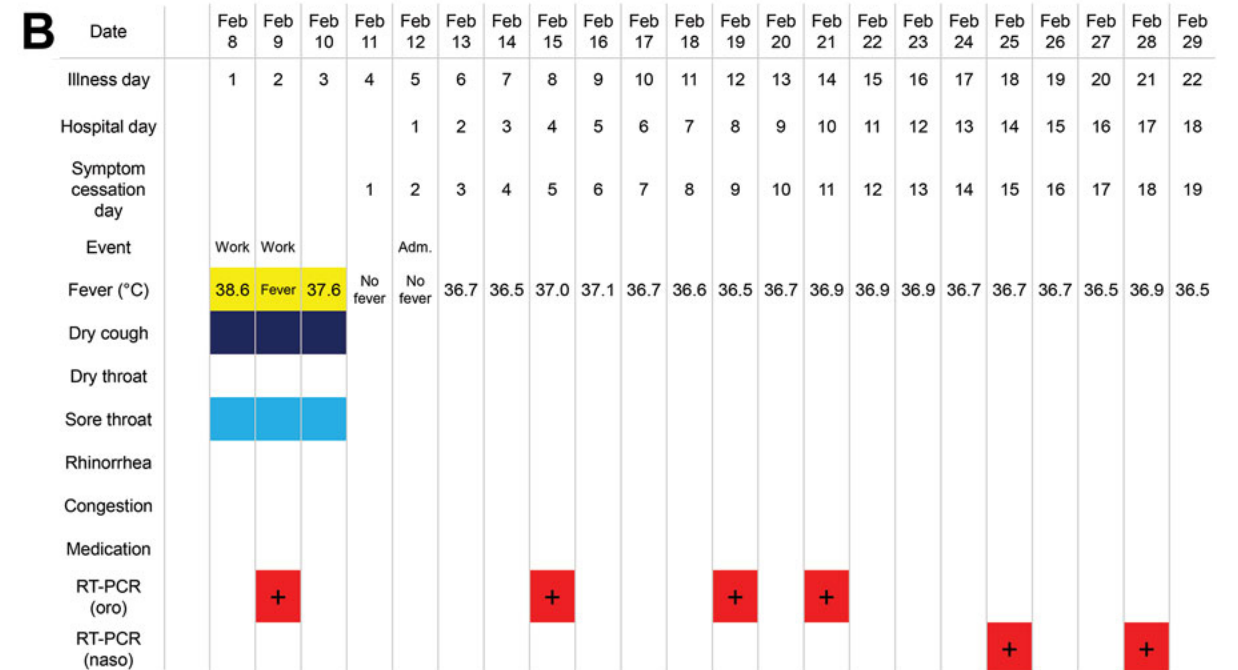 B
Date Feb 8 Feb 9 Feb 10 Feb 11 Feb 12 Feb 13 Feb 14 Feb 15 Feb 16 Feb 17 Feb 18 Feb 19 Feb 20 Feb 21 Feb 22 Feb 23 Feb 24 Feb 25 Feb 26 Feb 27 Feb 28 Feb 29
Illness day 1 2 3 4 5 6 7 8 9 10 11 12 13 14 15 16 17 18 19 20 21 22
Hospital day 1 2 3 4 5 6 7 8 9 10 11 12 13 14 15 16 17 18
Symptom cessation day 1 2 3 4 5 6 7 8 9 10 11 12 13 14 15 16 17 18 19
Event Work Work Adm.
Fever (°C) 38.6 Fever 37.6 No fever No fever 36.7 36.5 37.0 37.1 36.7 36.6 36.5 36.7 36.9 36.9 36.9 36.7 36.7 36.7 36.5 36.9 36.5
Dry cough
Dry throat
Sore throat
Rhinorrhea
Congestion
Medication
RT-PCR (oro) + + + +
RT-PCR (naso) + +